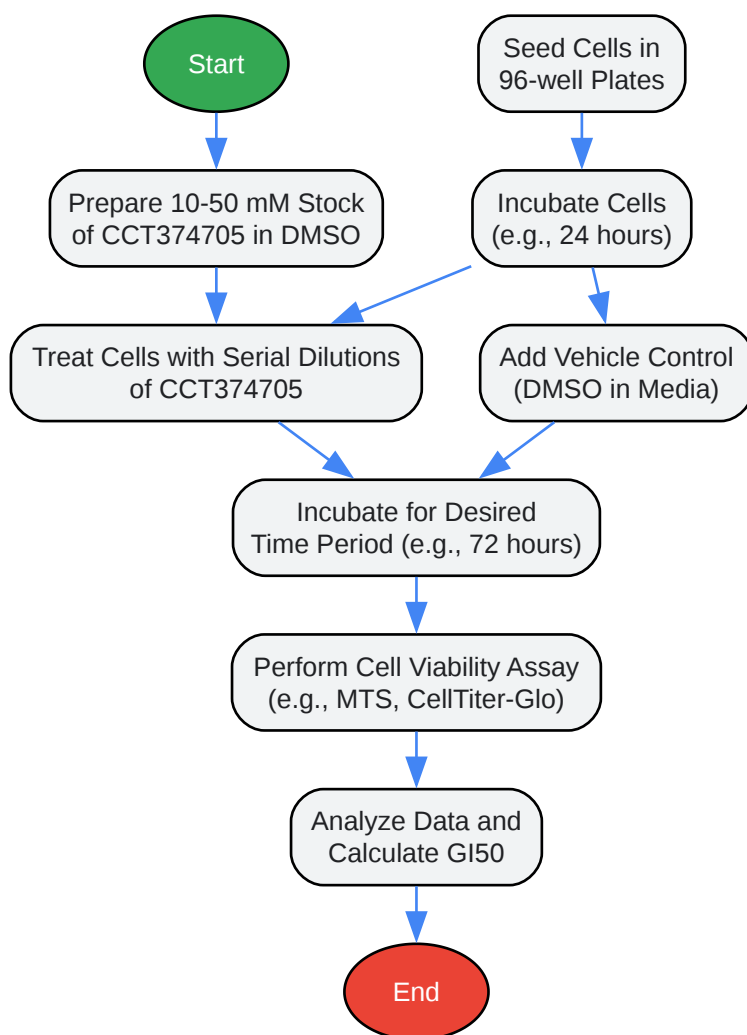 Start
Seed Cells in
96-well Plates
Prepare 10-50 mM Stock
of CCT374705 in DMSO
Incubate Cells
(e.g., 24 hours)
Treat Cells with Serial Dilutions
of CCT374705
Add Vehicle Control
(DMSO in Media)
Incubate for Desired
Time Period (e.g., 72 hours)
Perform Cell Viability Assay
(e.g., MTS, CellTiter-Glo)
Analyze Data and
Calculate GI50
End